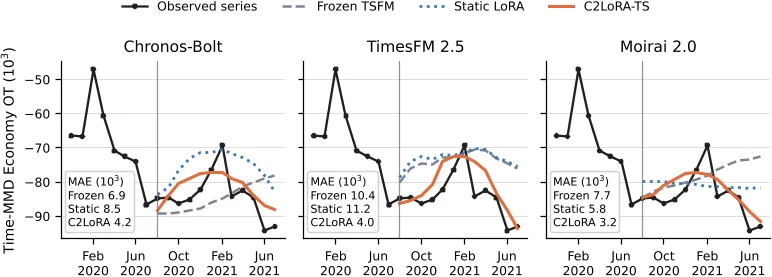 Observed series Frozen TSFM Static LoRA C2LoRA-TS
Chronos-Bolt TimesFM 2.5 Moirai 2.0
Time-MMD Economy OT (10³)
−50
−60
−70
−80
−90
MAE (10³)
Frozen 6.9
Static 8.5
C2LoRA 4.2
MAE (10³)
Frozen 10.4
Static 11.2
C2LoRA 4.0
MAE (10³)
Frozen 7.7
Static 5.8
C2LoRA 3.2
Feb Jun Oct Feb Jun
2020 2020 2020 2021 2021
Feb Jun Oct Feb Jun
2020 2020 2020 2021 2021
Feb Jun Oct Feb Jun
2020 2020 2020 2021 2021